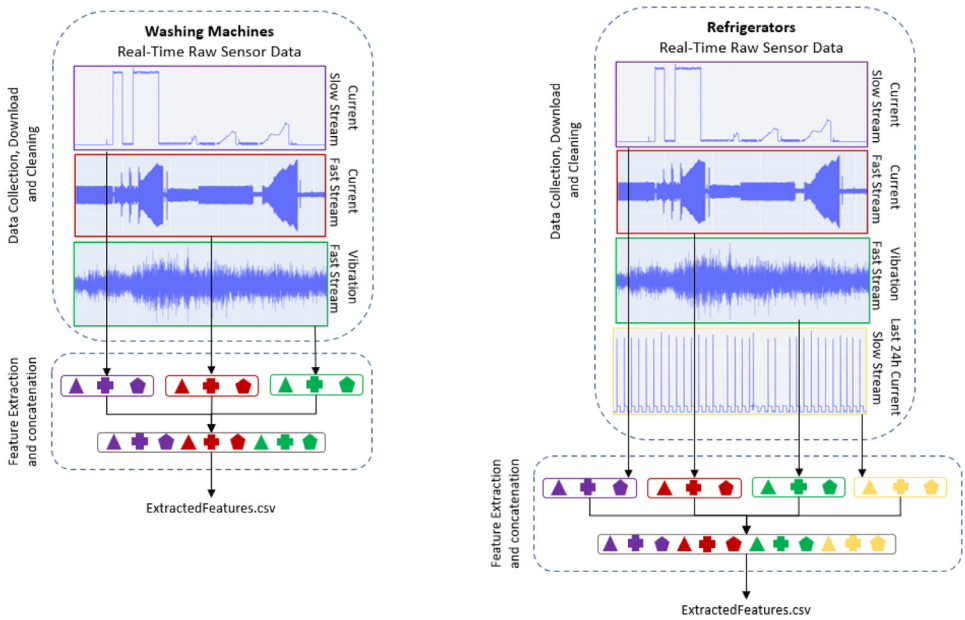 Washing Machines
Real-Time Raw Sensor Data
Data Collection, Download
and Cleaning
Current
Slow Stream
Current
Fast Stream
Vibration
Fast Stream
Feature Extraction
and concatenation
ExtractedFeatures.csv
Refrigerators
Real-Time Raw Sensor Data
Data Collection, Download
and Cleaning
Current
Slow Stream
Current
Fast Stream
Vibration
Fast Stream
Last 24h Current
Slow Stream
Feature Extraction
and concatenation
ExtractedFeatures.csv